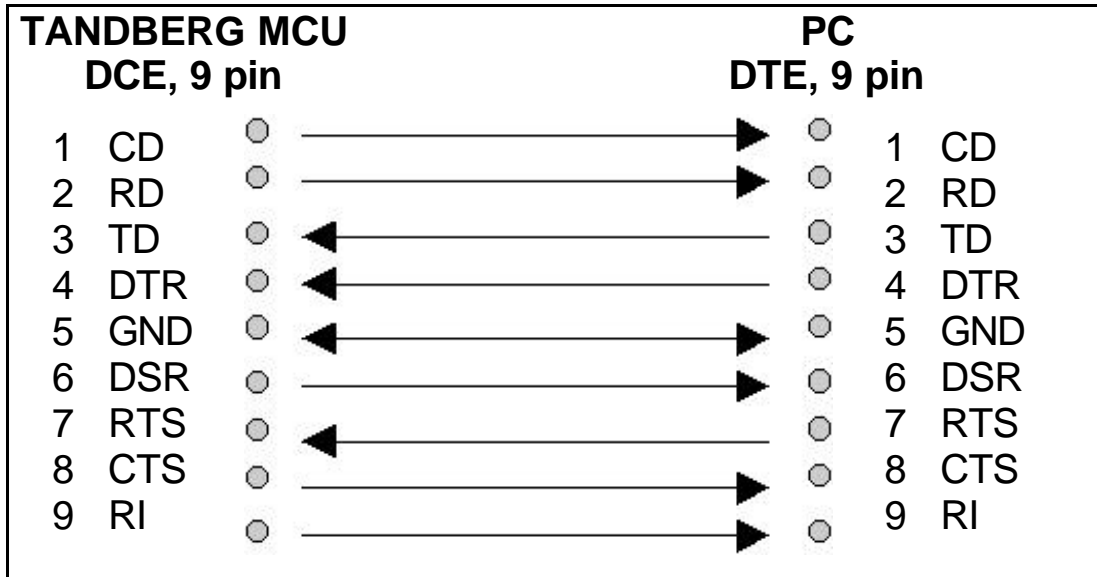 TANDBERG MCU PC
DCE, 9 pin DTE, 9 pin
1 CD 1 CD
2 RD 2 RD
3 TD 3 TD
4 DTR 4 DTR
5 GND 5 GND
6 DSR 6 DSR
7 RTS 7 RTS
8 CTS 8 CTS
9 RI 9 RI